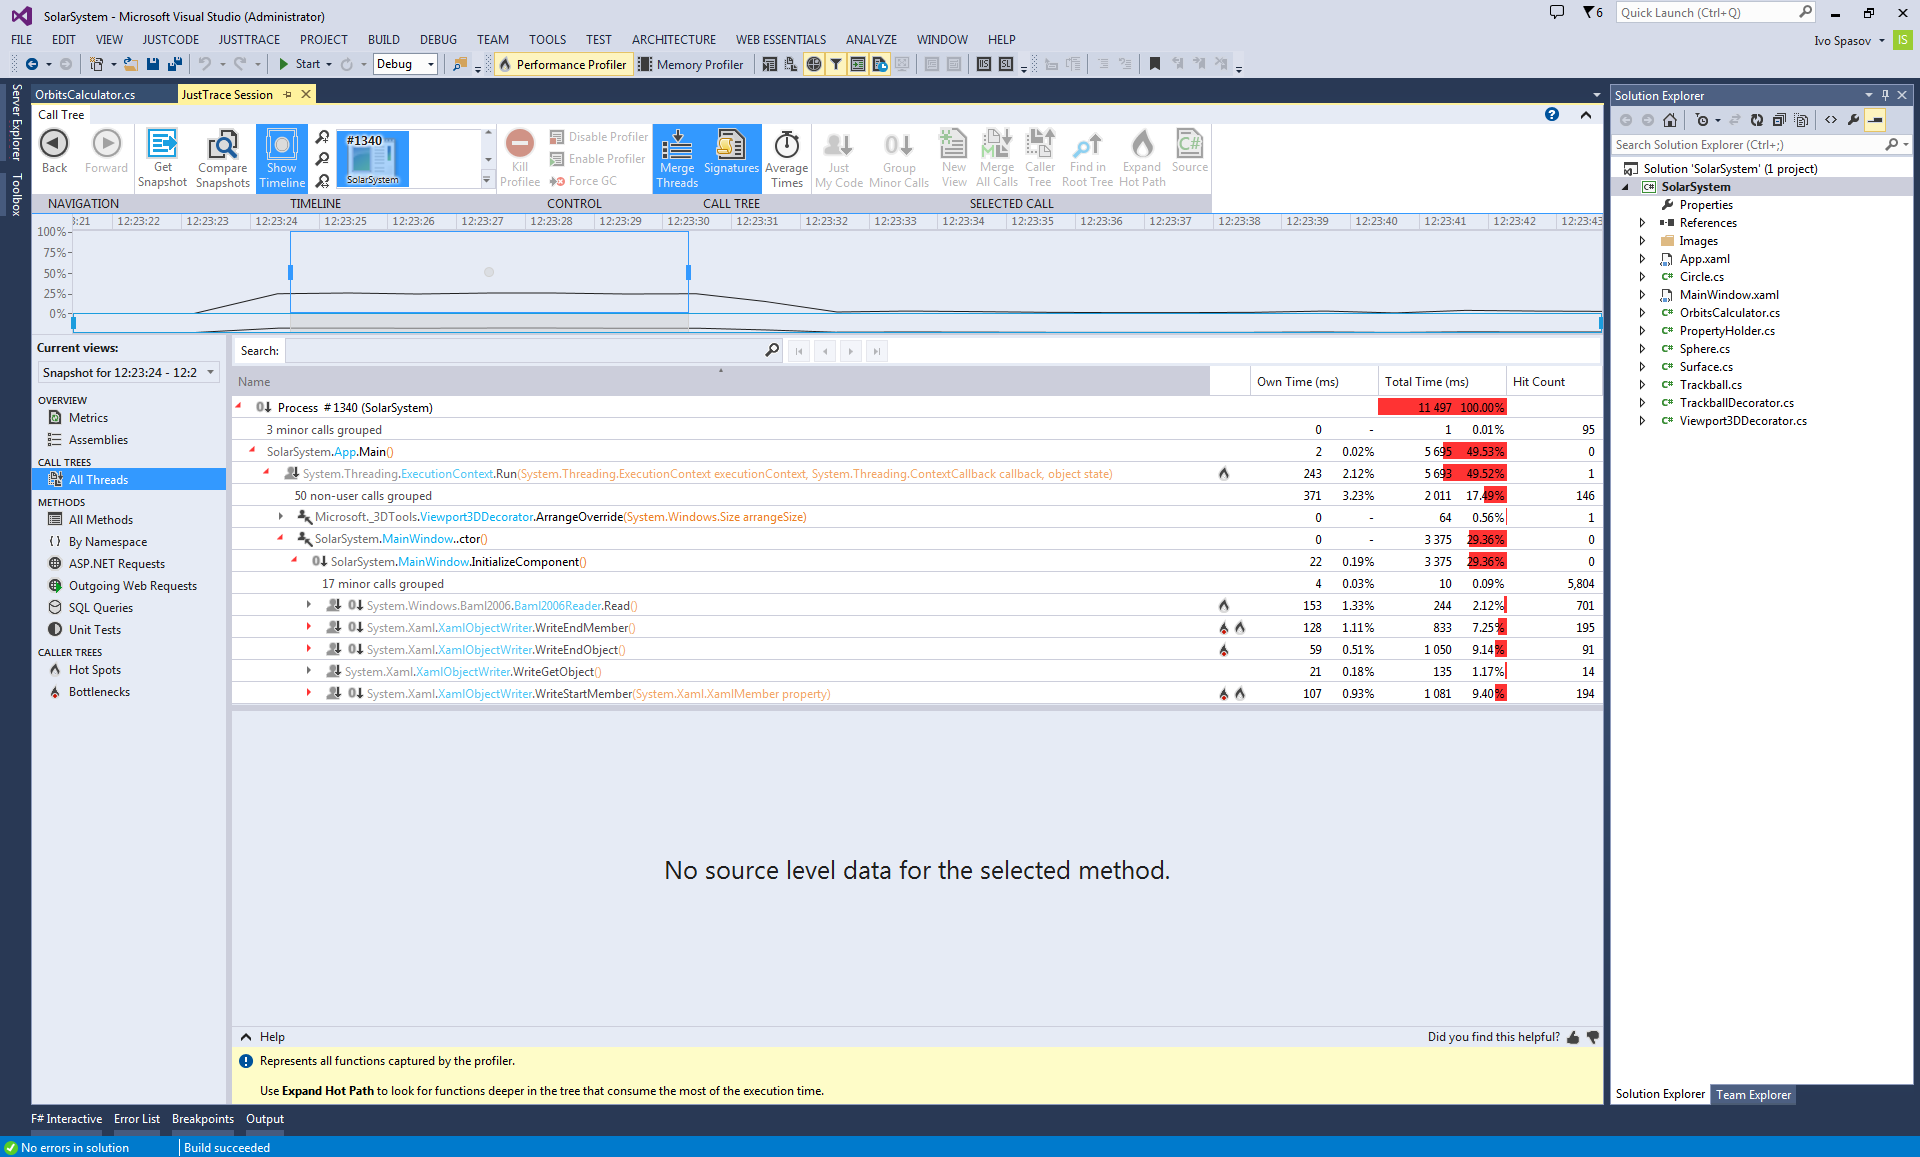 SolarSystem - Microsoft Visual Studio (Administrator)
6
Quick Launch (Ctrl+Q)
FILE EDIT VIEW JUSTCODE JUSTTRACE PROJECT BUILD DEBUG TEAM TOOLS TEST ARCHITECTURE WEB ESSENTIALS ANALYZE WINDOW HELP
Ivo Spasov IS
Start Debug Performance Profiler Memory Profiler
Server Explorer
Toolbox
OrbitsCalculator.cs JustTrace Session
Call Tree
Back
Forward
Get Snapshot
Compare Snapshots
Show Timeline
#1340
SolarSystem
Kill Profilee
Disable Profiler
Enable Profiler
Force GC
Merge Threads
Signatures
Average Times
Just My Code
Group Minor Calls
New View
Merge All Calls
Caller Tree
Find in Root Tree
Expand Hot Path
Source
NAVIGATION TIMELINE CONTROL CALL TREE SELECTED CALL
3:21 12:23:22 12:23:23 12:23:24 12:23:25 12:23:26 12:23:27 12:23:28 12:23:29 12:23:30 12:23:31 12:23:32 12:23:33 12:23:34 12:23:35 12:23:36 12:23:37 12:23:38 12:23:39 12:23:40 12:23:41 12:23:42 12:23:43
100%
75%
50%
25%
0%
Current views:
Snapshot for 12:23:24 - 12:2
OVERVIEW
Metrics
Assemblies
CALL TREES
All Threads
METHODS
All Methods
By Namespace
ASP.NET Requests
Outgoing Web Requests
SQL Queries
Unit Tests
CALLER TREES
Hot Spots
Bottlenecks
Search:
Name Own Time (ms) Total Time (ms) Hit Count
Process #1340 (SolarSystem) 11 497 100.00%
3 minor calls grouped 0 - 1 0.01% 95
SolarSystem.App.Main() 2 0.02% 5 695 49.53% 0
System.Threading.ExecutionContext.Run(System.Threading.ExecutionContext executionContext, System.Threading.ContextCallback callback, object state) 243 2.12% 5 693 49.52% 1
50 non-user calls grouped 371 3.23% 2 011 17.49% 146
Microsoft._3DTools.Viewport3DDecorator.ArrangeOverride(System.Windows.Size arrangeSize) 0 - 64 0.56% 1
SolarSystem.MainWindow..ctor() 0 - 3 375 29.36% 0
SolarSystem.MainWindow.InitializeComponent() 22 0.19% 3 375 29.36% 0
17 minor calls grouped 4 0.03% 10 0.09% 5,804
System.Windows.Baml2006.Baml2006Reader.Read() 153 1.33% 244 2.12% 701
System.Xaml.XamlObjectWriter.WriteEndMember() 128 1.11% 833 7.25% 195
System.Xaml.XamlObjectWriter.WriteEndObject() 59 0.51% 1 050 9.14% 91
System.Xaml.XamlObjectWriter.WriteGetObject() 21 0.18% 135 1.17% 14
System.Xaml.XamlObjectWriter.WriteStartMember(System.Xaml.XamlMember property) 107 0.93% 1 081 9.40% 194
No source level data for the selected method.
Help Did you find this helpful?
Represents all functions captured by the profiler.
Use Expand Hot Path to look for functions deeper in the tree that consume the most of the execution time.
Solution Explorer
Search Solution Explorer (Ctrl+;)
Solution 'SolarSystem' (1 project)
C# SolarSystem
Properties
References
Images
App.xaml
C# Circle.cs
MainWindow.xaml
C# OrbitsCalculator.cs
C# PropertyHolder.cs
C# Sphere.cs
C# Surface.cs
C# Trackball.cs
C# TrackballDecorator.cs
C# Viewport3DDecorator.cs
Solution Explorer Team Explorer
F# Interactive Error List Breakpoints Output
No errors in solution Build succeeded